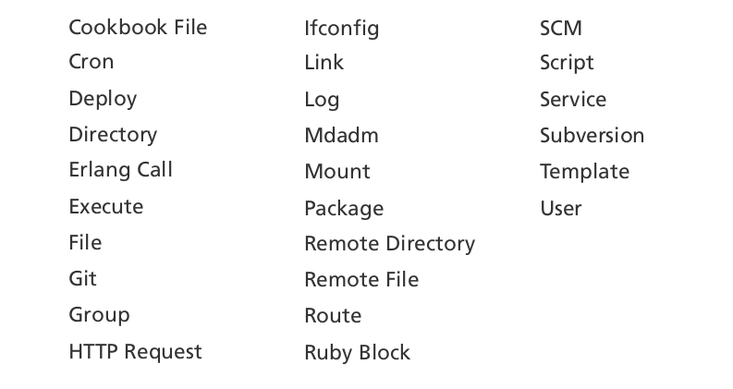 Cookbook File
Cron
Deploy
Directory
Erlang Call
Execute
File
Git
Group
HTTP Request
Ifconfig
Link
Log
Mdadm
Mount
Package
Remote Directory
Remote File
Route
Ruby Block
SCM
Script
Service
Subversion
Template
User